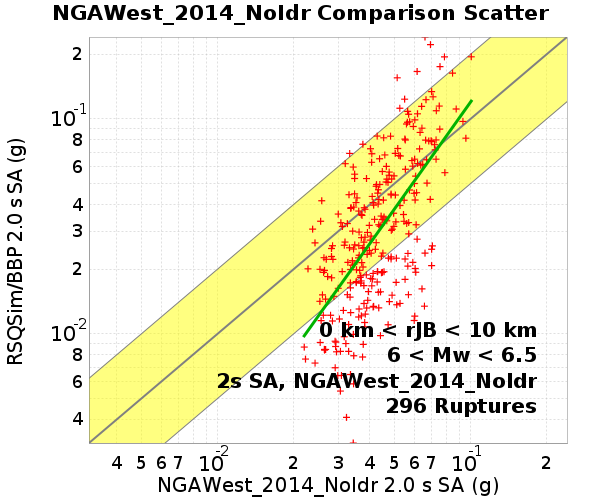 NGAWest_2014_NoIdr Comparison Scatter
RSQSim/BBP 2.0 s SA (g)
2
10-1
8
6
4
3
2
10-2
8
6
4
0 km < rJB < 10 km
6 < Mw < 6.5
2s SA, NGAWest_2014_NoIdr
296 Ruptures
4 5 6 7 10-2 2 3 4 5 6 7 10-1 2
NGAWest_2014_NoIdr 2.0 s SA (g)